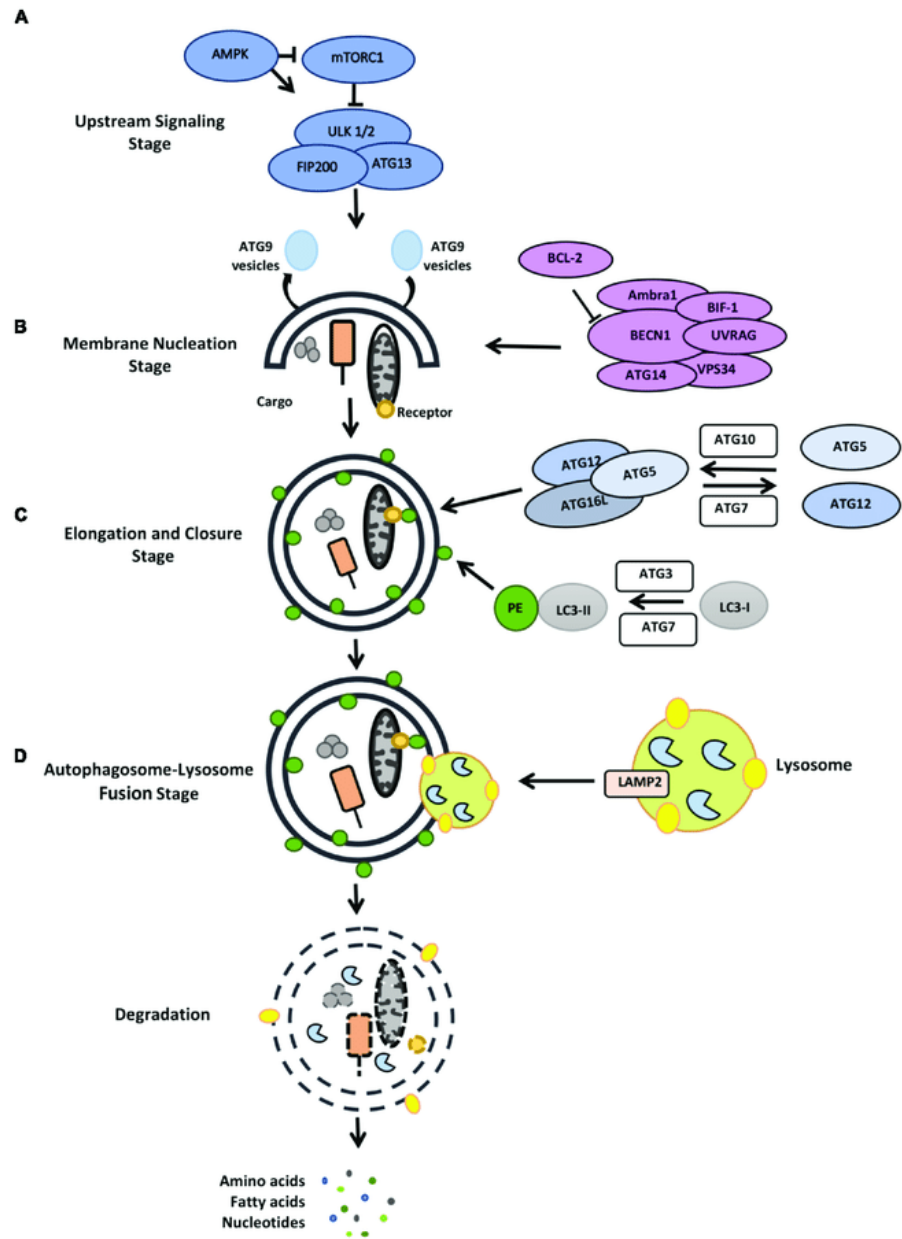 A
AMPK
mTORC1
Upstream Signaling
Stage
ULK 1/2
FIP200
ATG13
ATG9
vesicles
ATG9
vesicles
BCL-2
Ambra1
BIF-1
BECN1
UVRAG
ATG14
VPS34
B
Membrane Nucleation
Stage
Cargo
Receptor
C
Elongation and Closure
Stage
ATG12
ATG5
ATG16L
ATG10
ATG7
ATG5
ATG12
PE
LC3-II
ATG3
ATG7
LC3-I
D
Autophagosome-Lysosome
Fusion Stage
LAMP2
Lysosome
Degradation
Amino acids
Fatty acids
Nucleotides